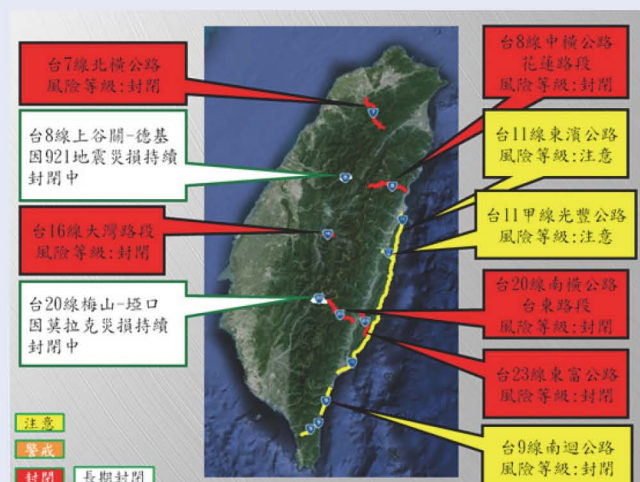 台7線北橫公路
風險等級:封閉
台8線上谷關-德基
因921地震災損持續
封閉中
台16線大灣路段
風險等級:封閉
台20線梅山-埡口
因莫拉克災損持續
封閉中
注意
警戒
封閉
長期封閉
台8線中橫公路
花蓮路段
風險等級:封閉
台11線東濱公路
風險等級:注意
台11甲線光豐公路
風險等級:注意
台20線南橫公路
台東路段
風險等級:封閉
台23線東富公路
風險等級:封閉
台9線南迴公路
風險等級:封閉